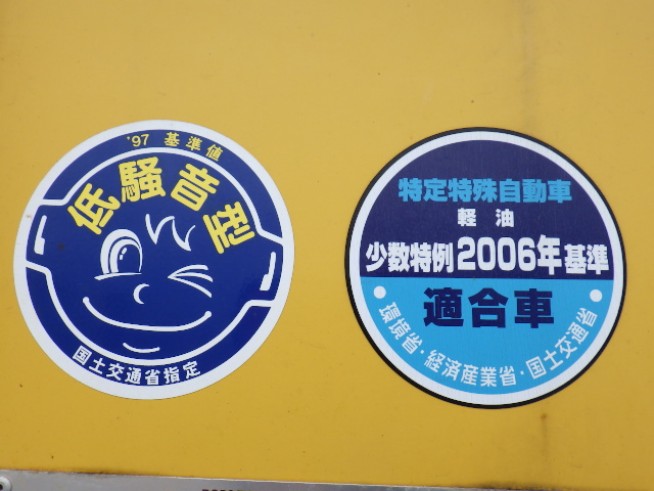 '97 基準値
低騒音型
国土交通省指定
特定特殊自動車
軽油
少数特例2006年基準
適合車
環境省・経済産業省・国土交通省